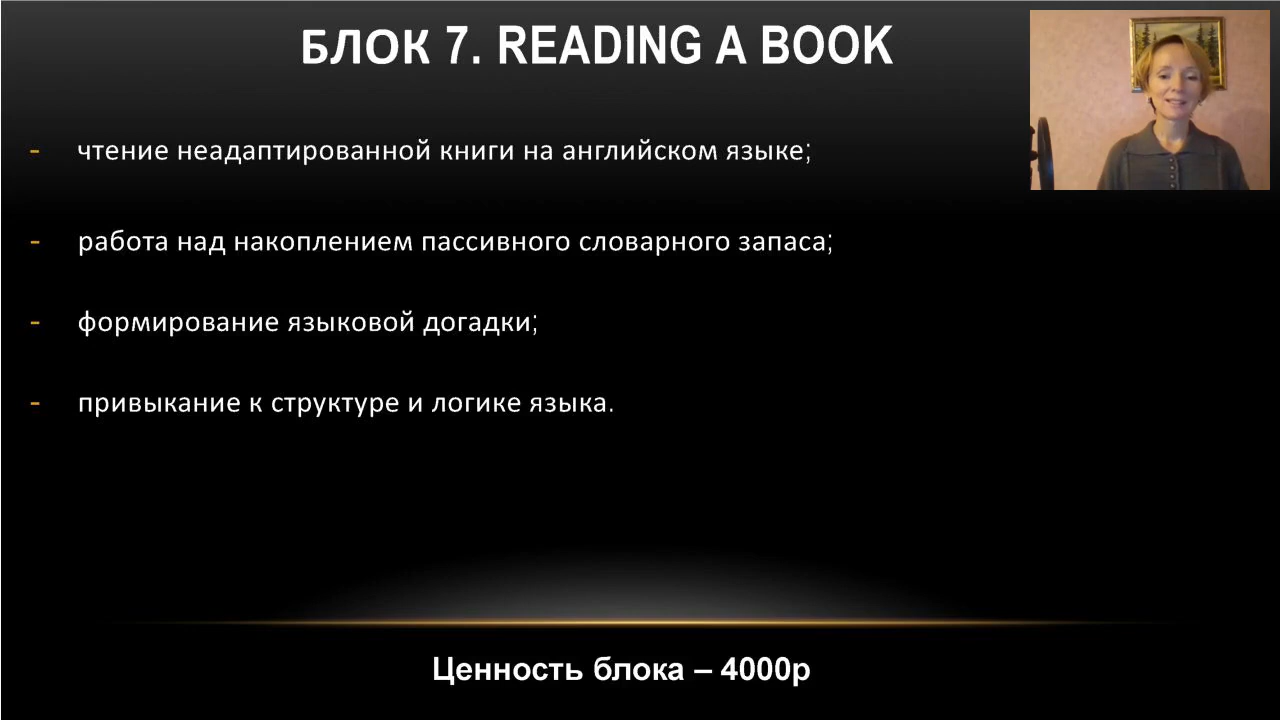 БЛОК 7. READING A BOOK
- чтение неадаптированной книги на английском языке;
- работа над накоплением пассивного словарного запаса;
- формирование языковой догадки;
- привыкание к структуре и логике языка.
Ценность блока – 4000р